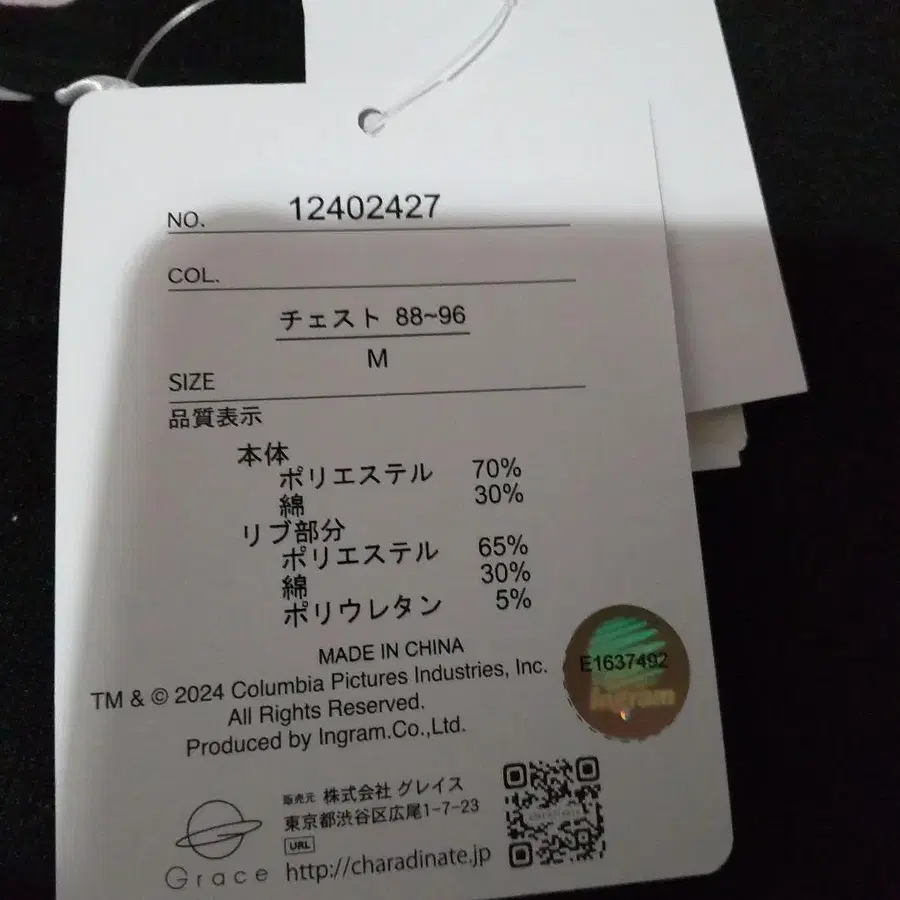 NO. 12402427
COL.
チェスト 88~96
M
SIZE
品質表示
本体
ポリエステル 70%
綿 30%
リブ部分
ポリエステル 65%
綿 30%
ポリウレタン 5%
MADE IN CHINA
TM & © 2024 Columbia Pictures Industries, Inc.
All Rights Reserved.
Produced by Ingram.Co.,Ltd.
E1637492
Ingram
販売元 株式会社 グレイス
東京都渋谷区広尾1-7-23
URL
Grace http://charadinate.jp